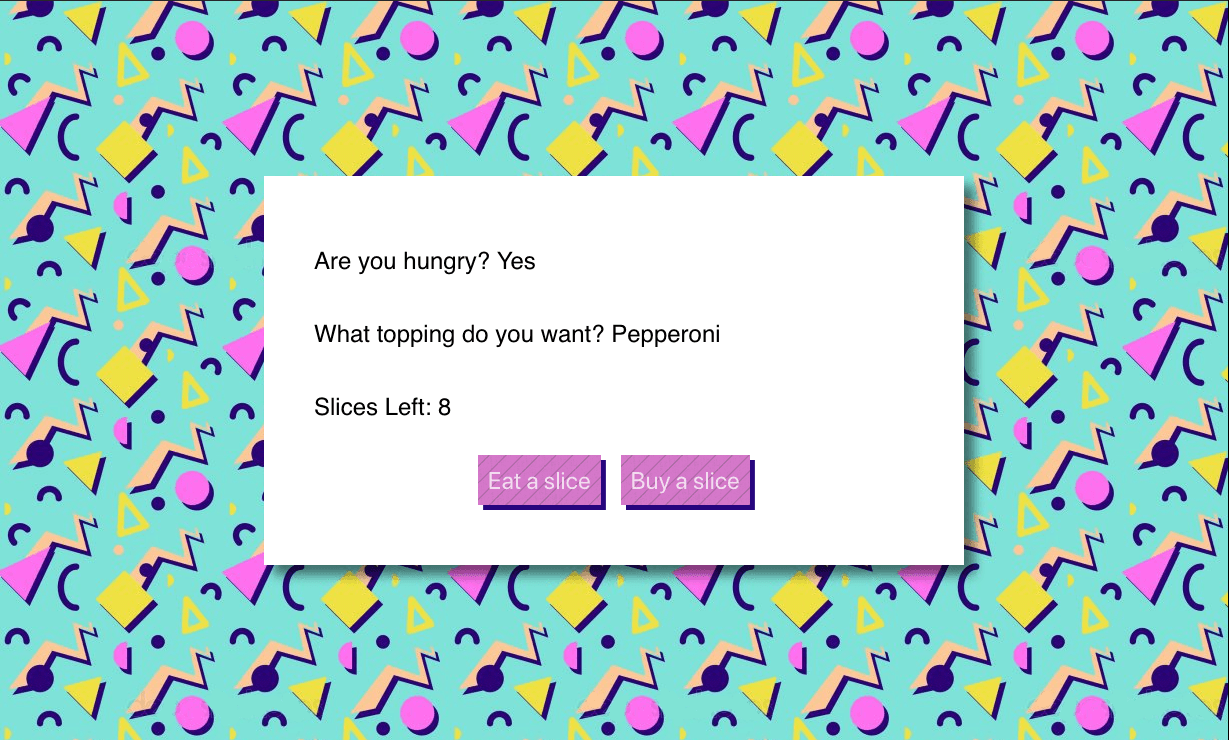 Are you hungry? Yes
What topping do you want? Pepperoni
Slices Left: 8
Eat a slice Buy a slice